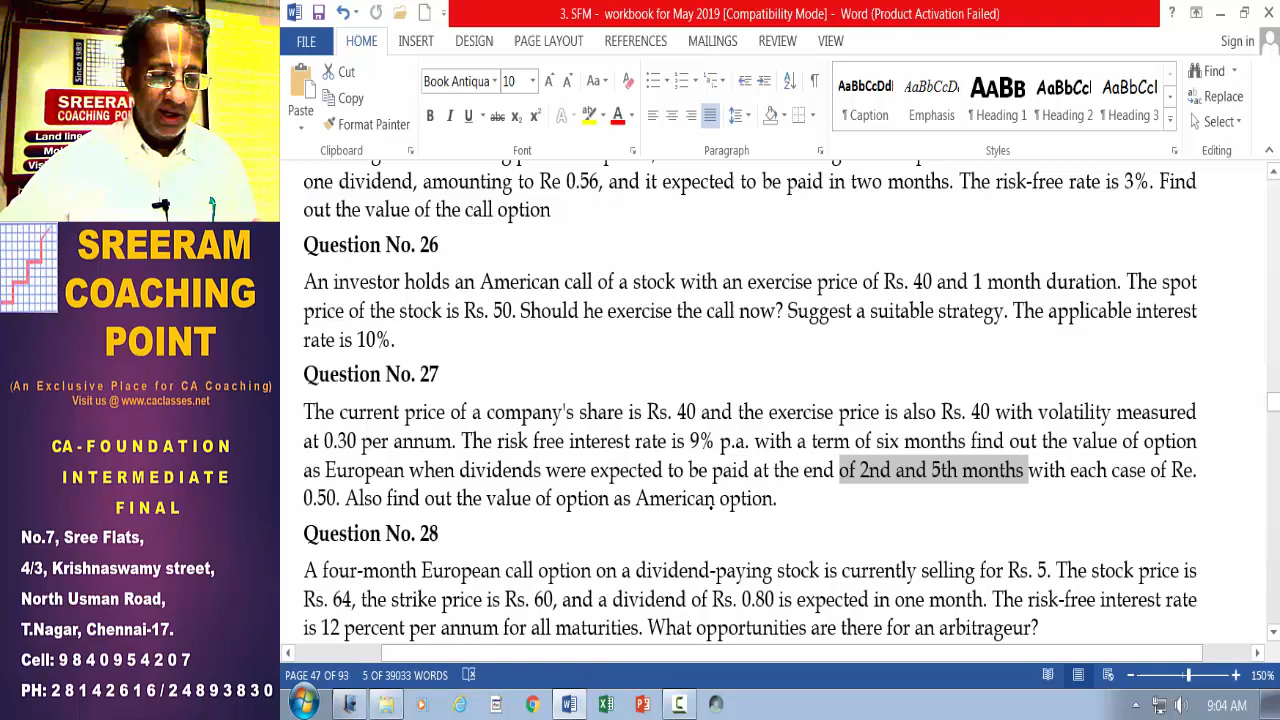 3. SFM - workbook for May 2019 [Compatibility Mode] - Word (Product Activation Failed)
FILE HOME INSERT DESIGN PAGE LAYOUT REFERENCES MAILINGS REVIEW VIEW Sign in
Paste Cut Copy Format Painter
Book Antiqua 10
AaBbCcDdI AaBbCcDı AaBb AaBbCc AaBbCcl
¶ Caption Emphasis ¶ Heading 1 ¶ Heading 2 ¶ Heading 3
Find Replace Select
Clipboard Font Paragraph Styles Editing
Since 1989
SREERAM
COACHING POINT
Land line
SREERAM
COACHING
POINT
(An Exclusive Place for CA Coaching)
Visit us @ www.caclasses.net
CA-FOUNDATION
INTERMEDIATE
FINAL
No.7, Sree Flats,
4/3, Krishnaswamy street,
North Usman Road,
T.Nagar, Chennai-17.
Cell: 9840954207
PH: 28142616/24893830
one dividend, amounting to Re 0.56, and it expected to be paid in two months. The risk-free rate is 3%. Find
out the value of the call option
Question No. 26
An investor holds an American call of a stock with an exercise price of Rs. 40 and 1 month duration. The spot
price of the stock is Rs. 50. Should he exercise the call now? Suggest a suitable strategy. The applicable interest
rate is 10%.
Question No. 27
The current price of a company's share is Rs. 40 and the exercise price is also Rs. 40 with volatility measured
at 0.30 per annum. The risk free interest rate is 9% p.a. with a term of six months find out the value of option
as European when dividends were expected to be paid at the end of 2nd and 5th months with each case of Re.
0.50. Also find out the value of option as American option.
Question No. 28
A four-month European call option on a dividend-paying stock is currently selling for Rs. 5. The stock price is
Rs. 64, the strike price is Rs. 60, and a dividend of Rs. 0.80 is expected in one month. The risk-free interest rate
is 12 percent per annum for all maturities. What opportunities are there for an arbitrageur?
PAGE 47 OF 93 5 OF 39033 WORDS 150%
9:04 AM